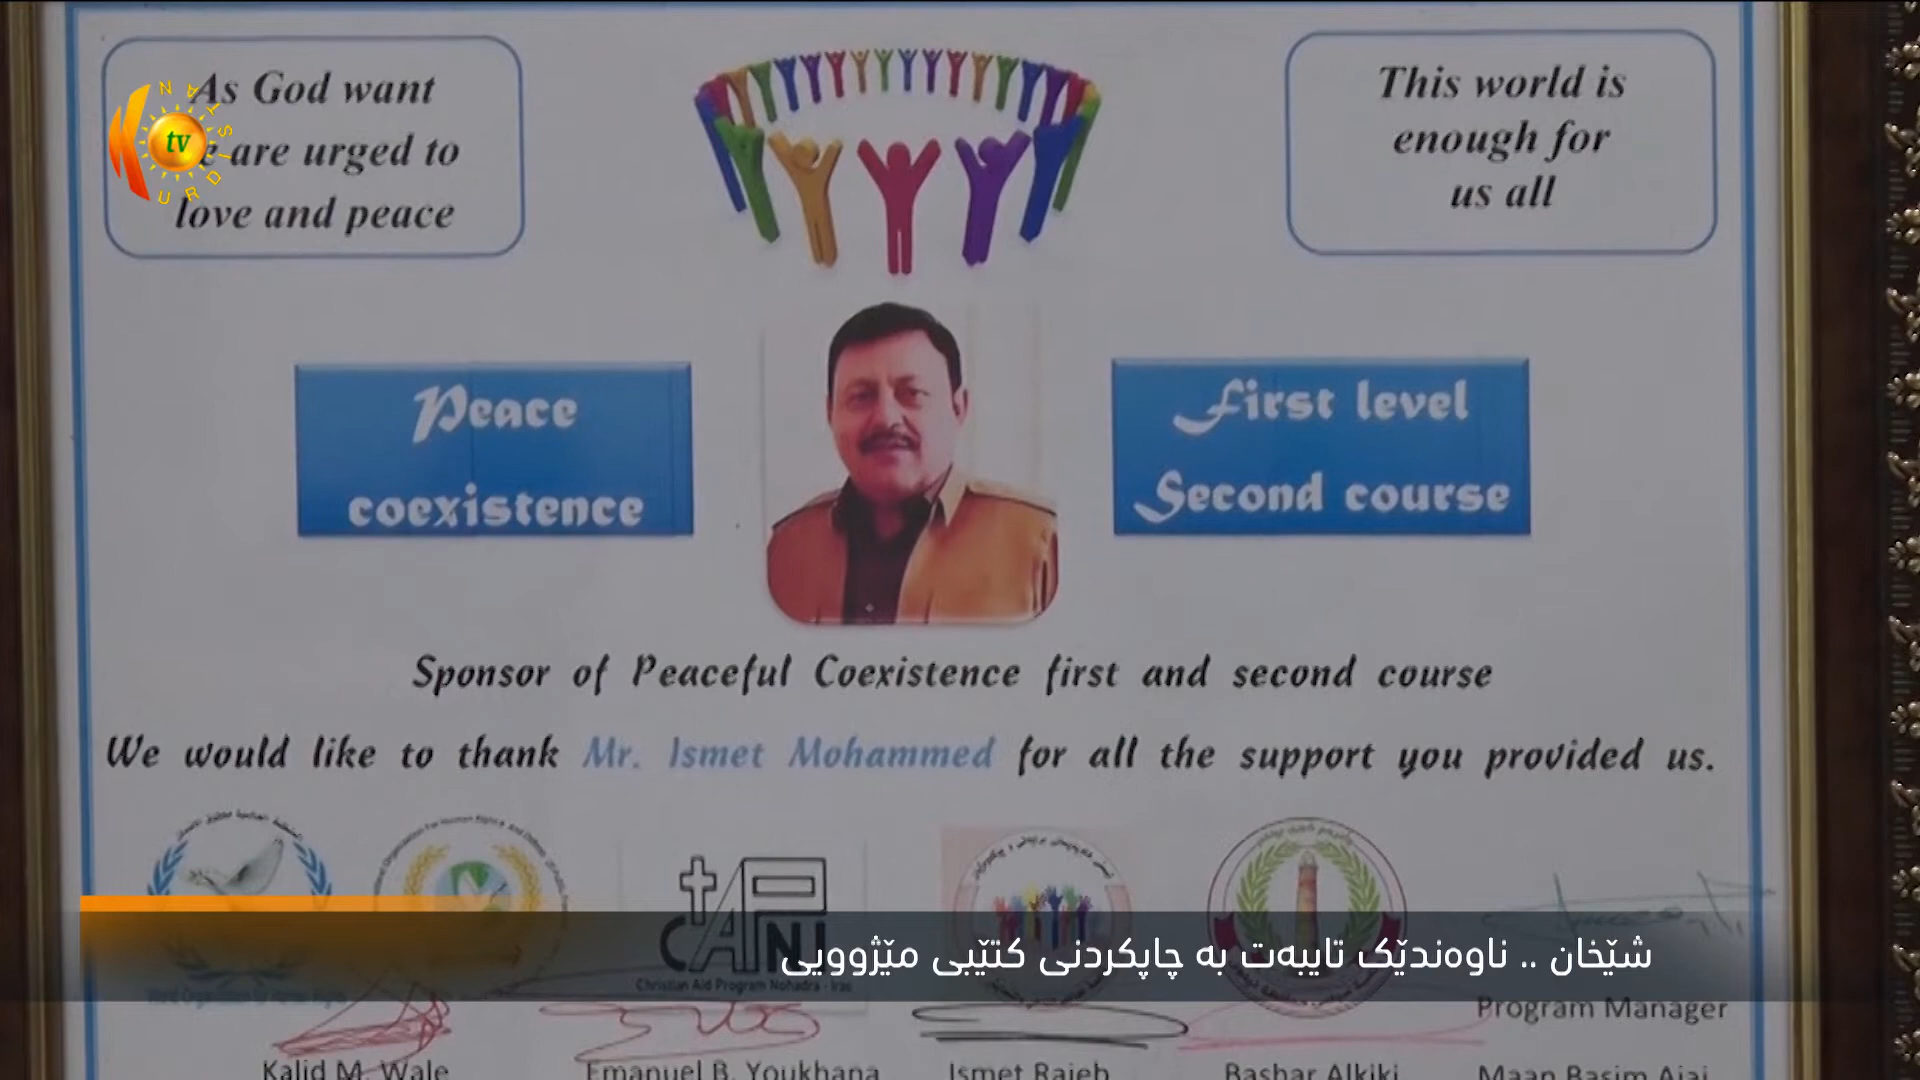 As God want
are urged to
love and peace
This world is
enough for
us all
KURDISTAN
tv
Peace
coexistence
First level
Second course
Sponsor of Peaceful Coexistence first and second course
We would like to thank Mr. Ismet Mohammed for all the support you provided us.
CAPNI
Christian Aid Program Nohadra - Iraq
شێخان .. ناوەندێک تایبەت بە چاپکردنی کتێبی مێژوویی
Program Manager
Kalid M. Wale
Emanuel B. Youkhana
Ismet Rajeb
Bashar Alkiki
Maan Basim Ajaj